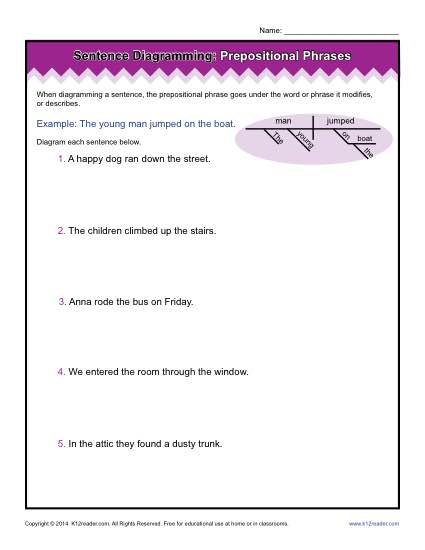 Name: ____________________
Sentence Diagramming: Prepositional Phrases
When diagramming a sentence, the prepositional phrase goes under the word or phrase it modifies,
or describes.
Example: The young man jumped on the boat.
man jumped
The young on boat
the
Diagram each sentence below.
1. A happy dog ran down the street.
2. The children climbed up the stairs.
3. Anna rode the bus on Friday.
4. We entered the room through the window.
5. In the attic they found a dusty trunk.
Copyright © 2014 K12reader.com. All Rights Reserved. Free for educational use at home or in classrooms. www.k12reader.com